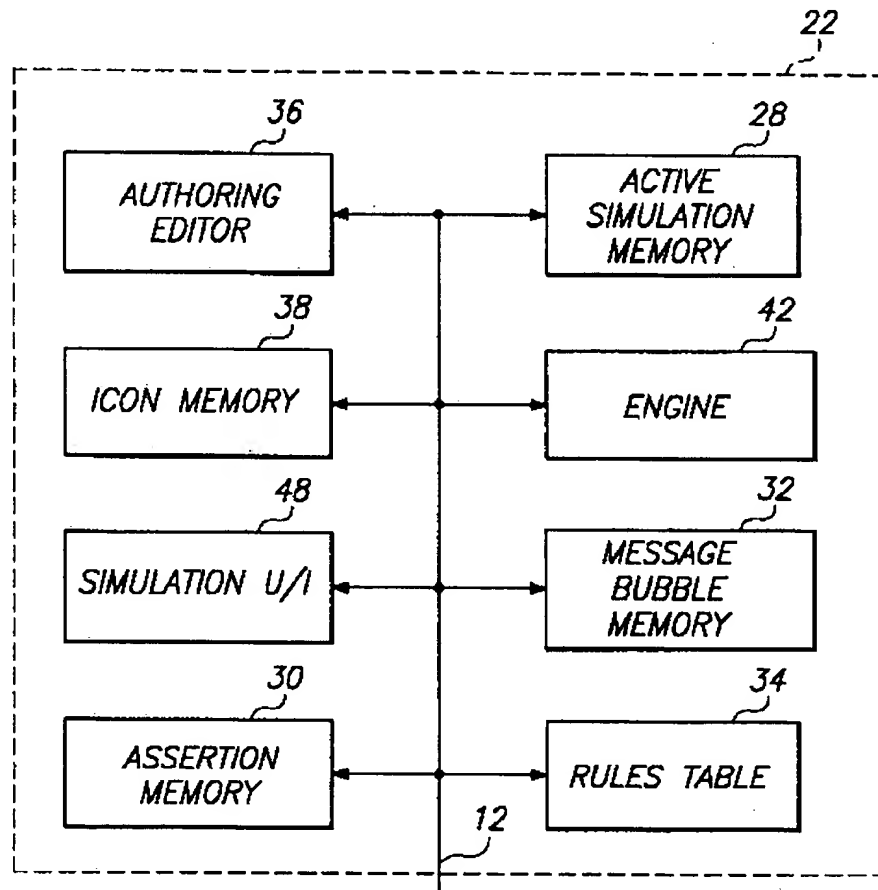 22
36
AUTHORING
EDITOR
28
ACTIVE
SIMULATION
MEMORY
38
ICON MEMORY
42
ENGINE
48
SIMULATION U/I
32
MESSAGE
BUBBLE
MEMORY
30
ASSERTION
MEMORY
34
RULES TABLE
12